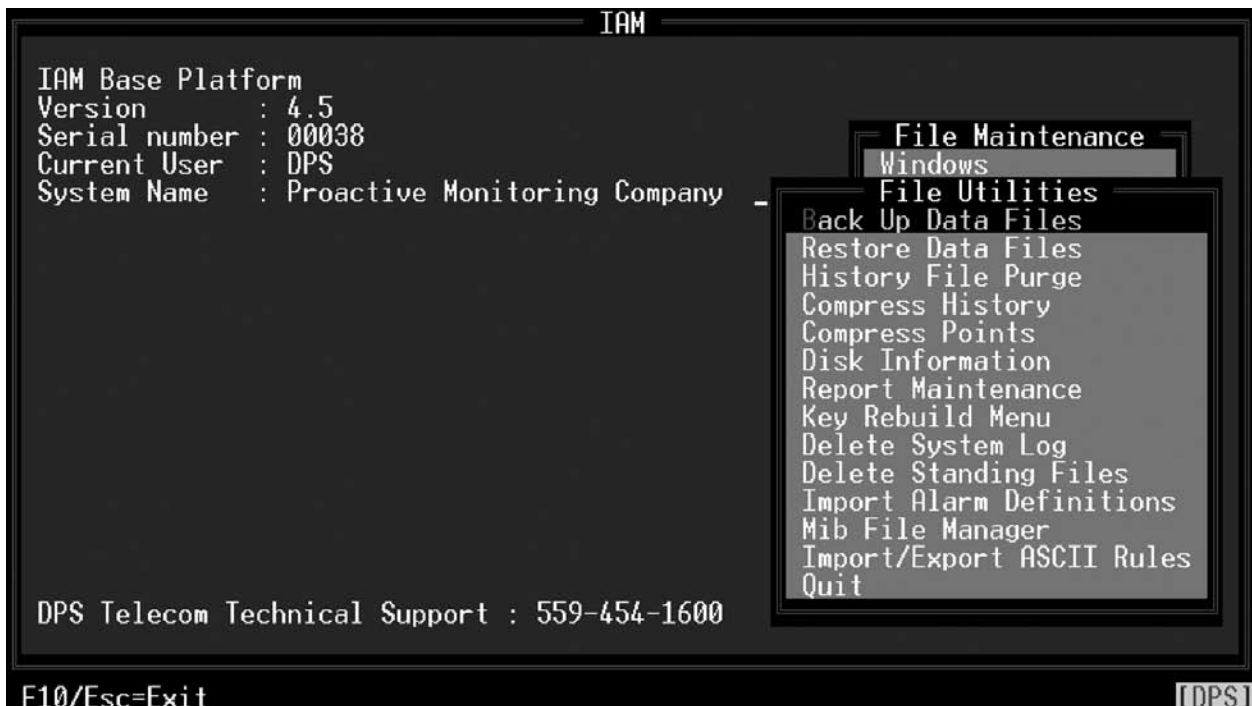 IAM
IAM Base Platform
Version : 4.5
Serial number : 00038
Current User : DPS
System Name : Proactive Monitoring Company _
File Maintenance
Windows
File Utilities
Back Up Data Files
Restore Data Files
History File Purge
Compress History
Compress Points
Disk Information
Report Maintenance
Key Rebuild Menu
Delete System Log
Delete Standing Files
Import Alarm Definitions
Mib File Manager
Import/Export ASCII Rules
Quit
DPS Telecom Technical Support : 559-454-1600
F10/Esc=Exit
[DPS]